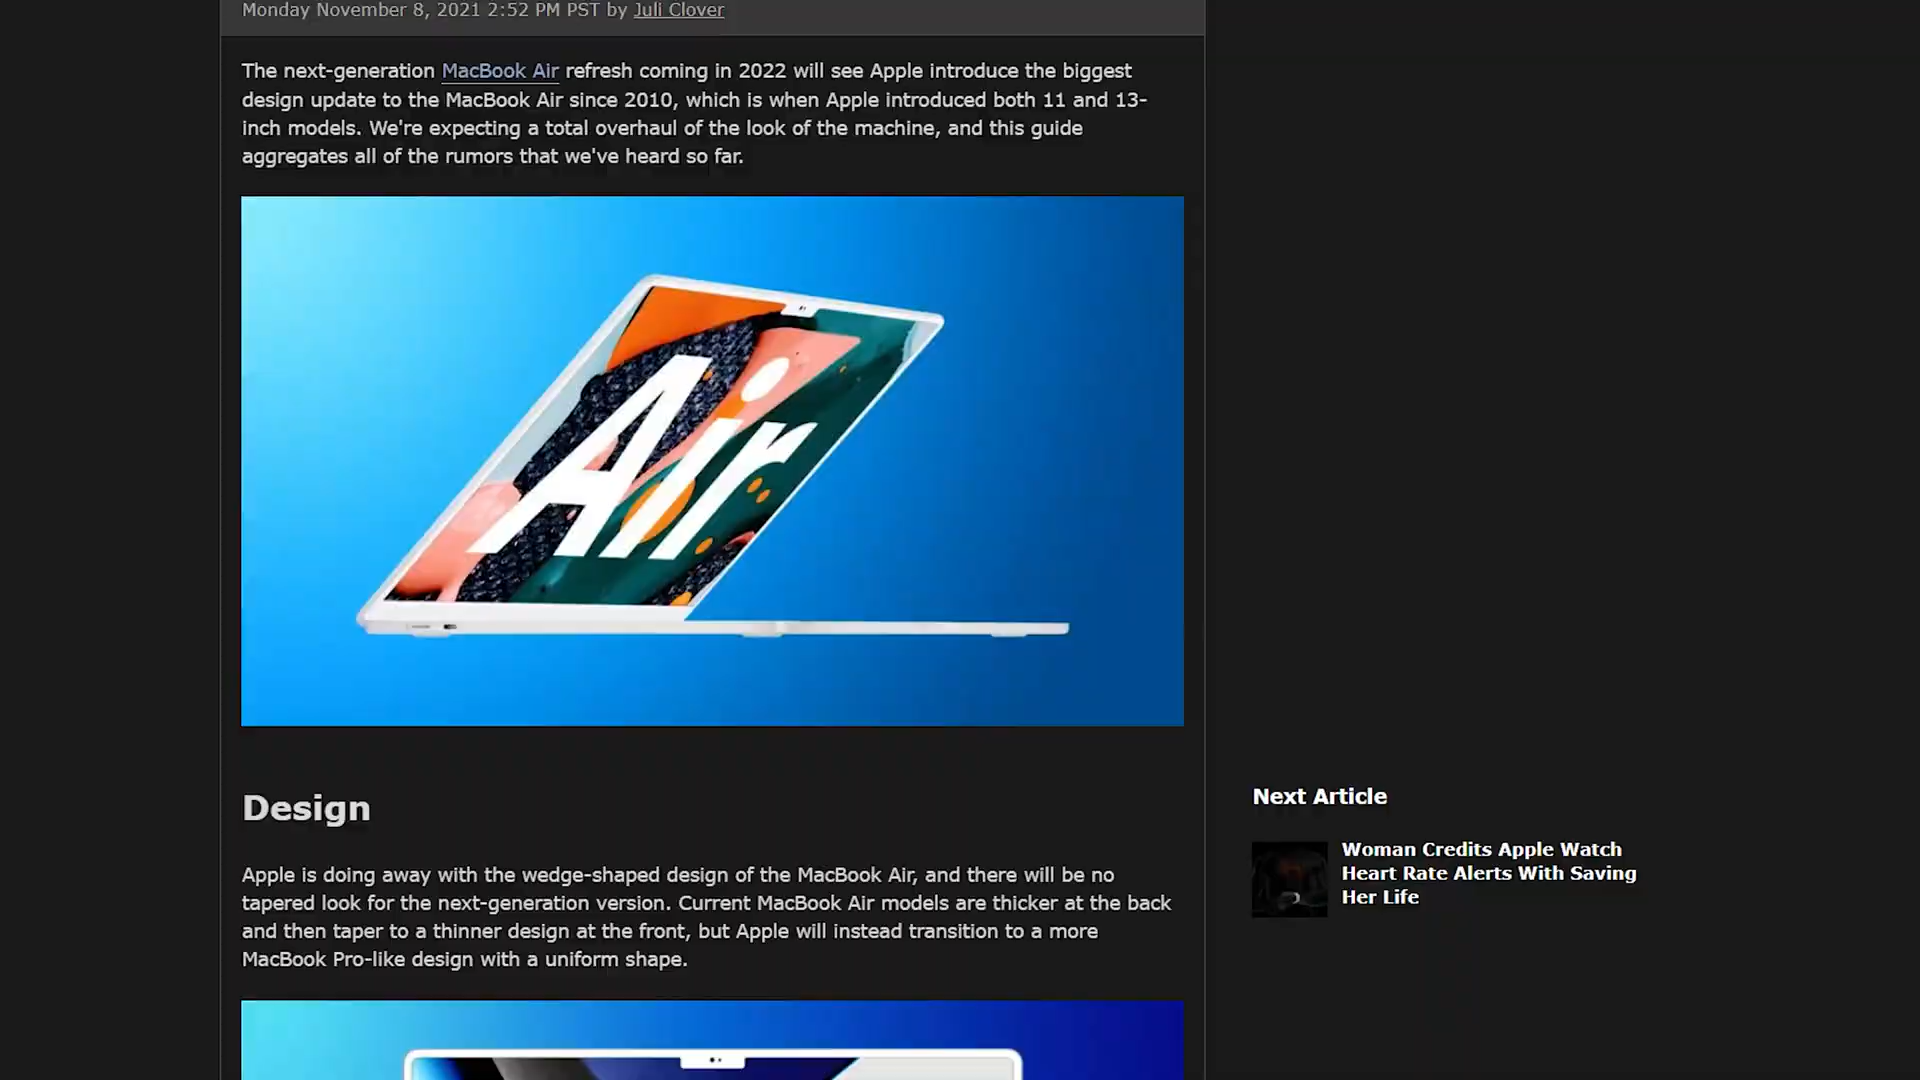 Monday November 8, 2021 2:52 PM PST by Juli Clover
The next-generation MacBook Air refresh coming in 2022 will see Apple introduce the biggest
design update to the MacBook Air since 2010, which is when Apple introduced both 11 and 13-
inch models. We're expecting a total overhaul of the look of the machine, and this guide
aggregates all of the rumors that we've heard so far.
Air
Design
Apple is doing away with the wedge-shaped design of the MacBook Air, and there will be no
tapered look for the next-generation version. Current MacBook Air models are thicker at the back
and then taper to a thinner design at the front, but Apple will instead transition to a more
MacBook Pro-like design with a uniform shape.
Next Article
Woman Credits Apple Watch
Heart Rate Alerts With Saving
Her Life